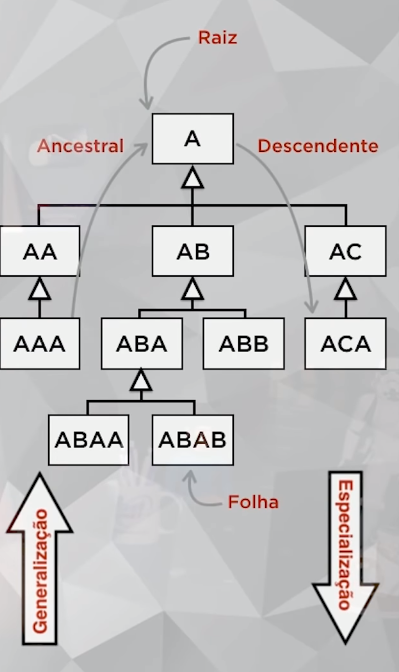 Raiz
Ancestral
A
Descendente
AA
AB
AC
AAA
ABA
ABB
ACA
ABAA
ABAB
Folha
Generalização
Especialização